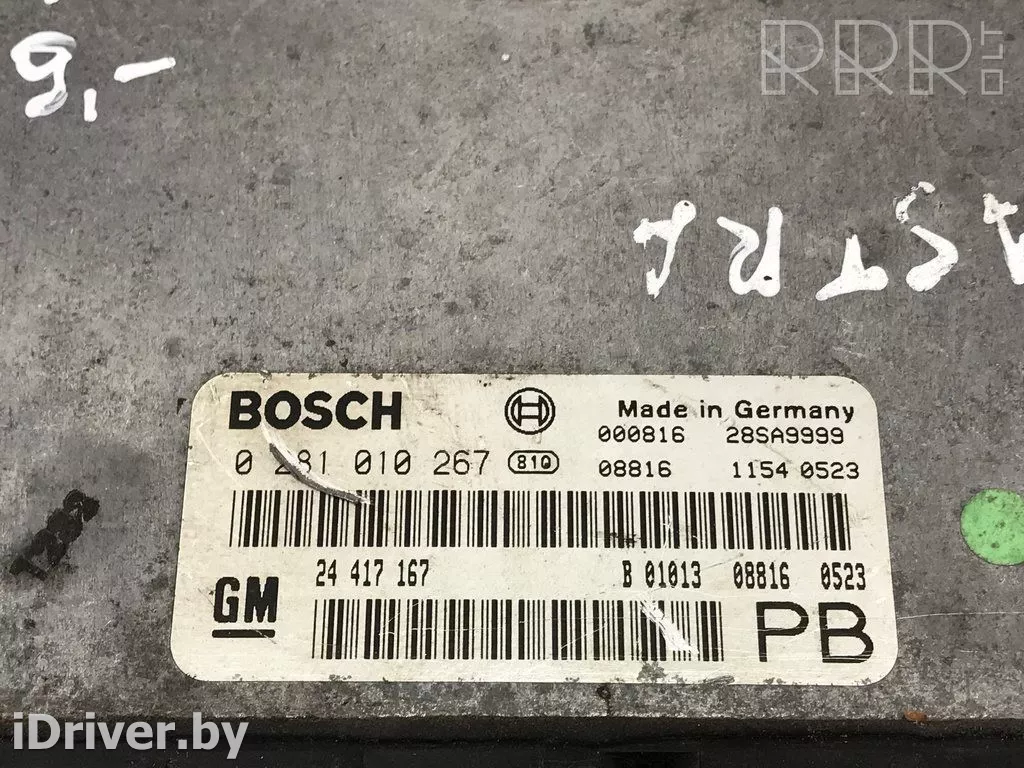 9,-
RRR.LT
ASTRA
BOSCH
Made in Germany
000816 28SA9999
0 281 010 267 810 08816 1154 0523
24 417 167 B 01013 08816 0523
GM
PB
iDriver.by